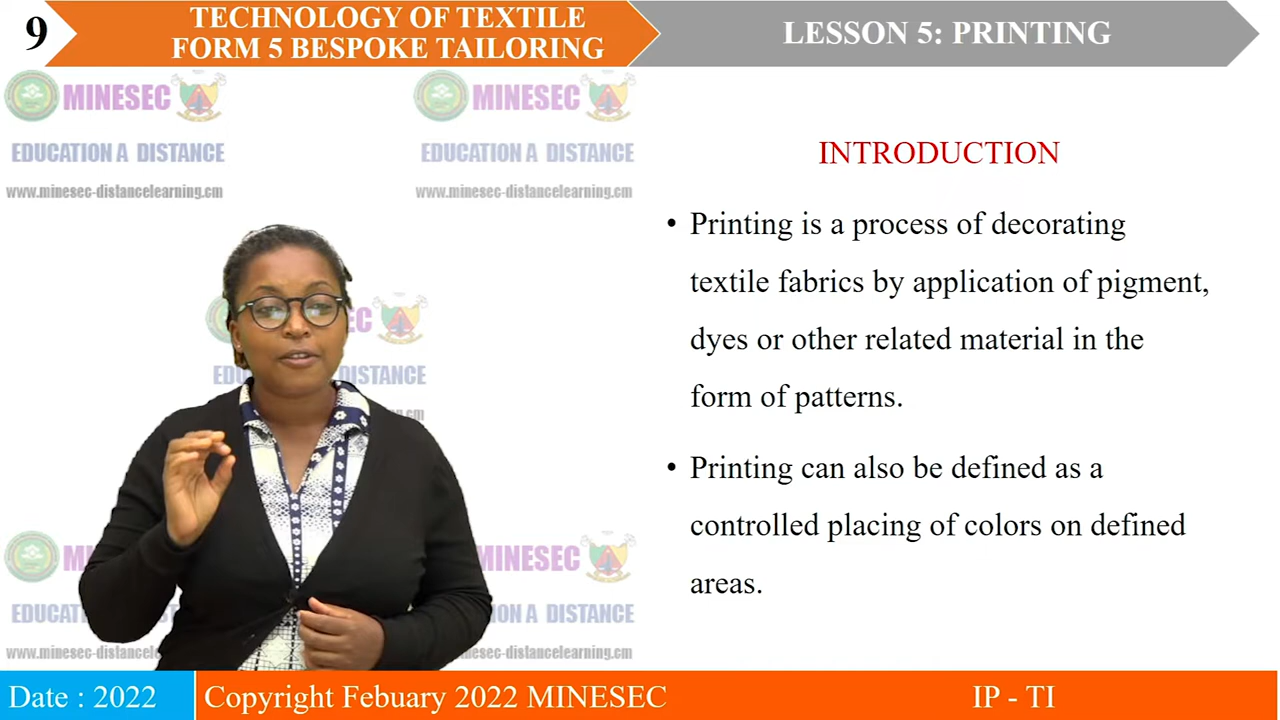 9
TECHNOLOGY OF TEXTILE
FORM 5 BESPOKE TAILORING
LESSON 5: PRINTING
MINESEC
MINESEC
EDUCATION A DISTANCE
EDUCATION A DISTANCE
www.minesec-distancelearning.cm
www.minesec-distancelearning.cm
INTRODUCTION
• Printing is a process of decorating
textile fabrics by application of pigment,
dyes or other related material in the
form of patterns.
• Printing can also be defined as a
controlled placing of colors on defined
areas.
DISTANCE
MINESEC
Date : 2022
Copyright Febuary 2022 MINESEC
IP - TI